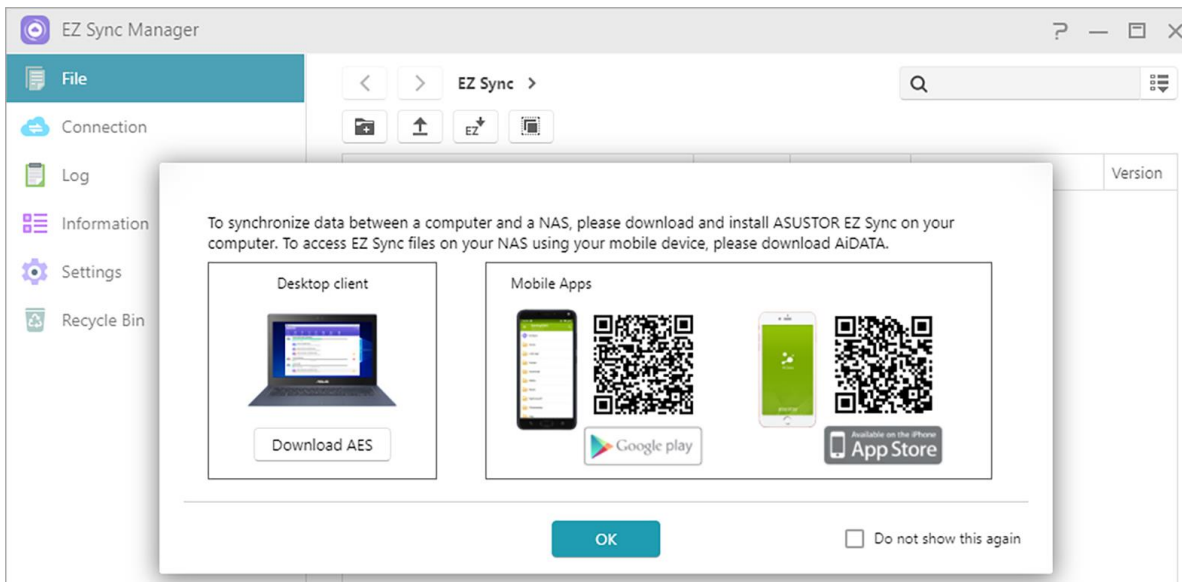 EZ Sync Manager
File
Connection
Log
Information
Settings
Recycle Bin
EZ Sync >
EZ
Version
To synchronize data between a computer and a NAS, please download and install ASUSTOR EZ Sync on your
computer. To access EZ Sync files on your NAS using your mobile device, please download AiDATA.
Desktop client
Download AES
Mobile Apps
Google play
Available on the iPhone
App Store
OK
Do not show this again